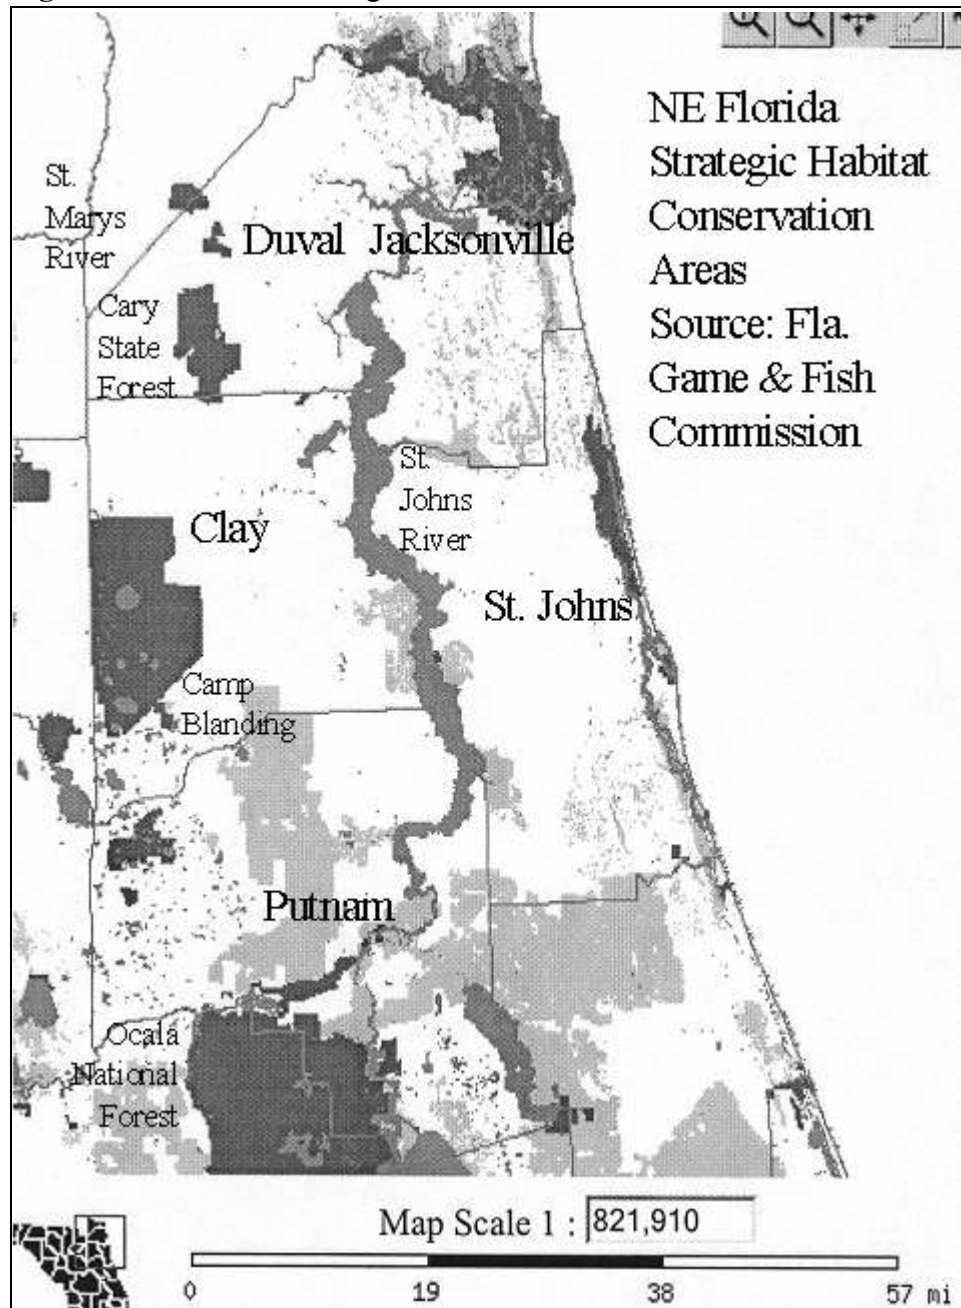 NE Florida
Strategic Habitat
Conservation
Areas
Source: Fla.
Game & Fish
Commission
St.
Marys
River
Duval Jacksonville
Cary
State
Forest
St.
Johns
River
Clay
St. Johns
Camp
Blanding
Putnam
Ocala
National
Forest
Map Scale 1 : 821,910
0 19 38 57 mi